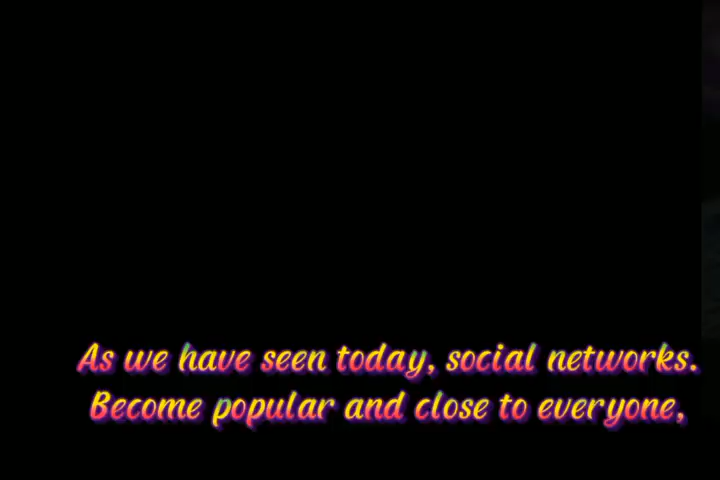 As we have seen today, social networks.
Become popular and close to everyone,